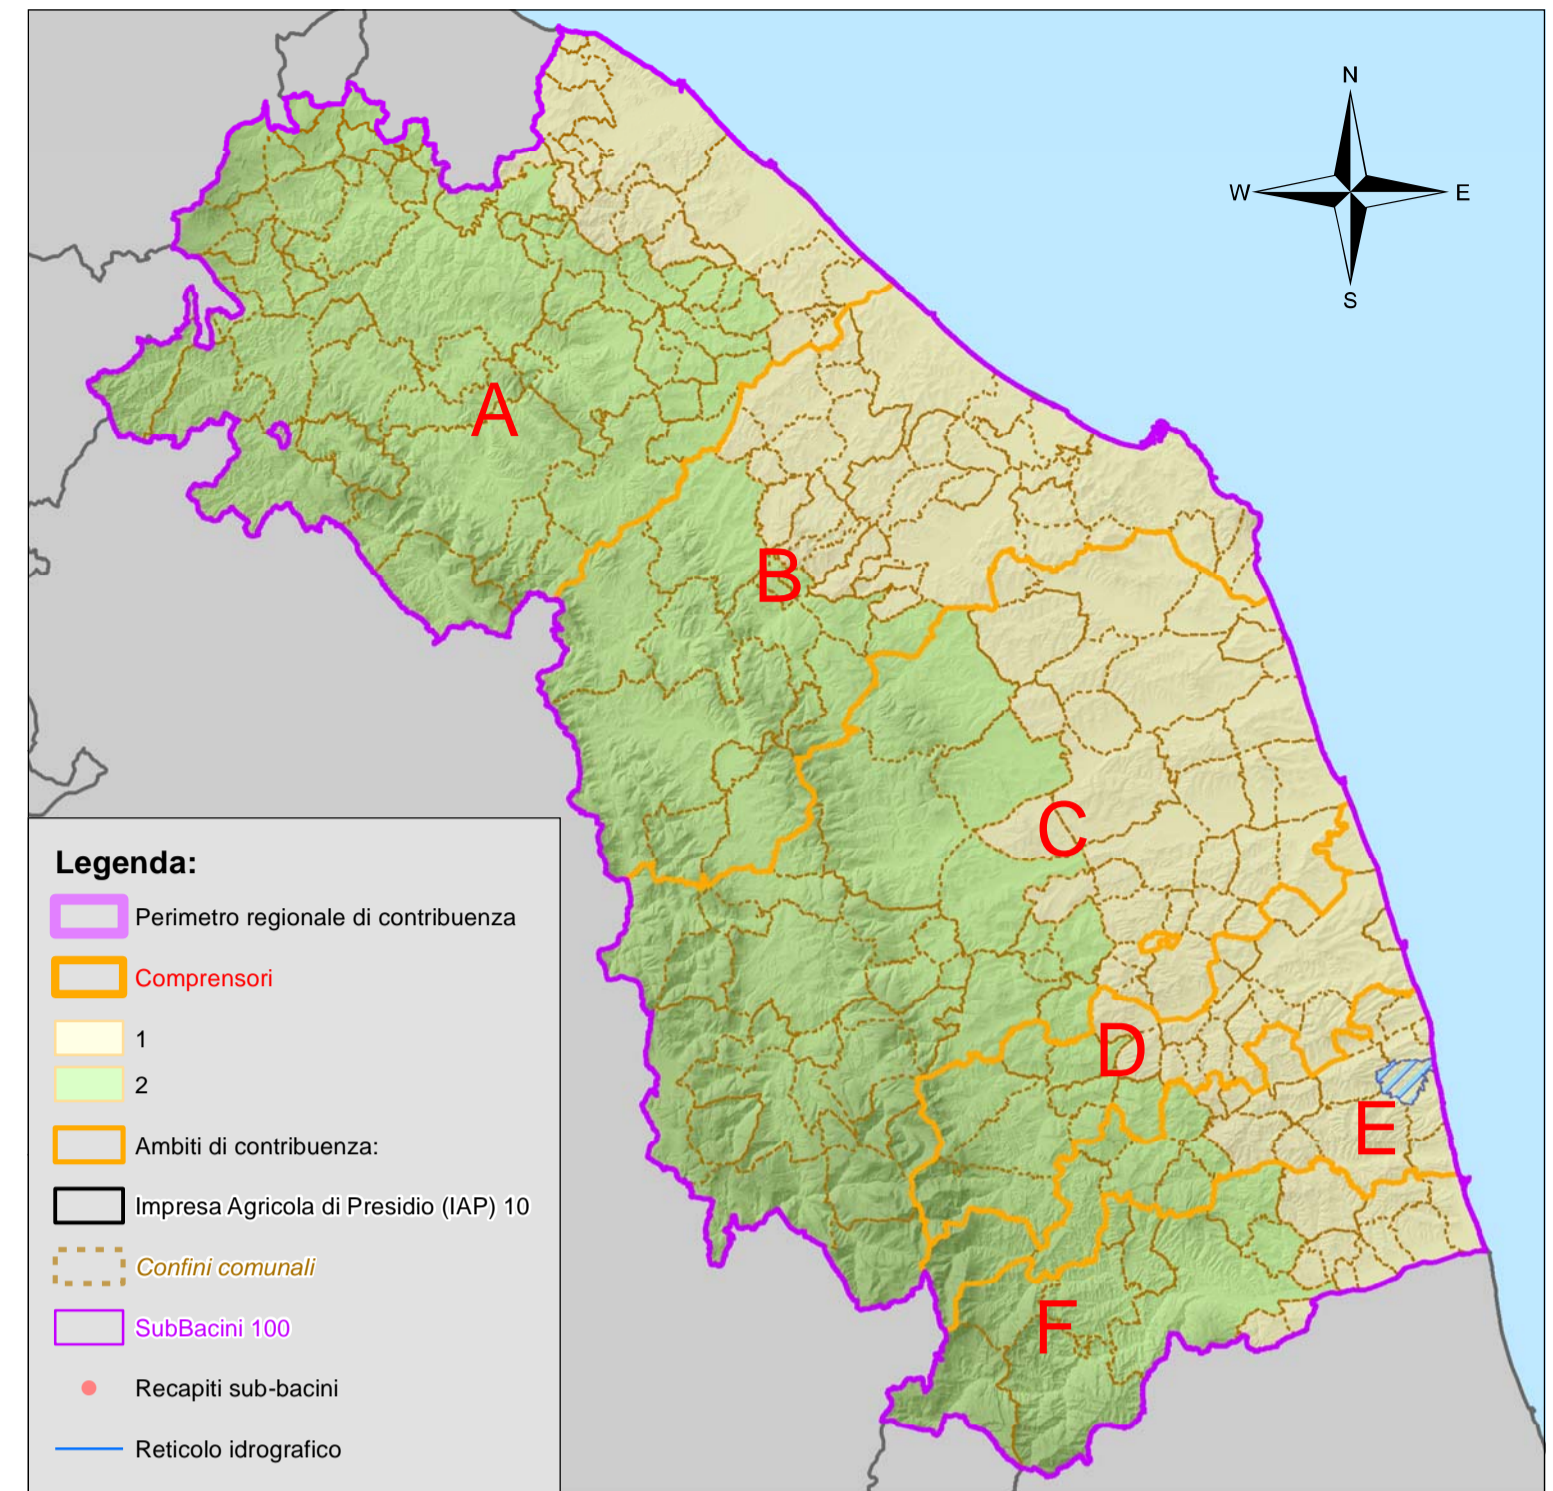 N
W E
S
A
B
C
D
E
F
Legenda:
Perimetro regionale di contribuenza
Comprensori
1
2
Ambiti di contribuenza:
Impresa Agricola di Presidio (IAP) 10
Confini comunali
SubBacini 100
Recapiti sub-bacini
Reticolo idrografico